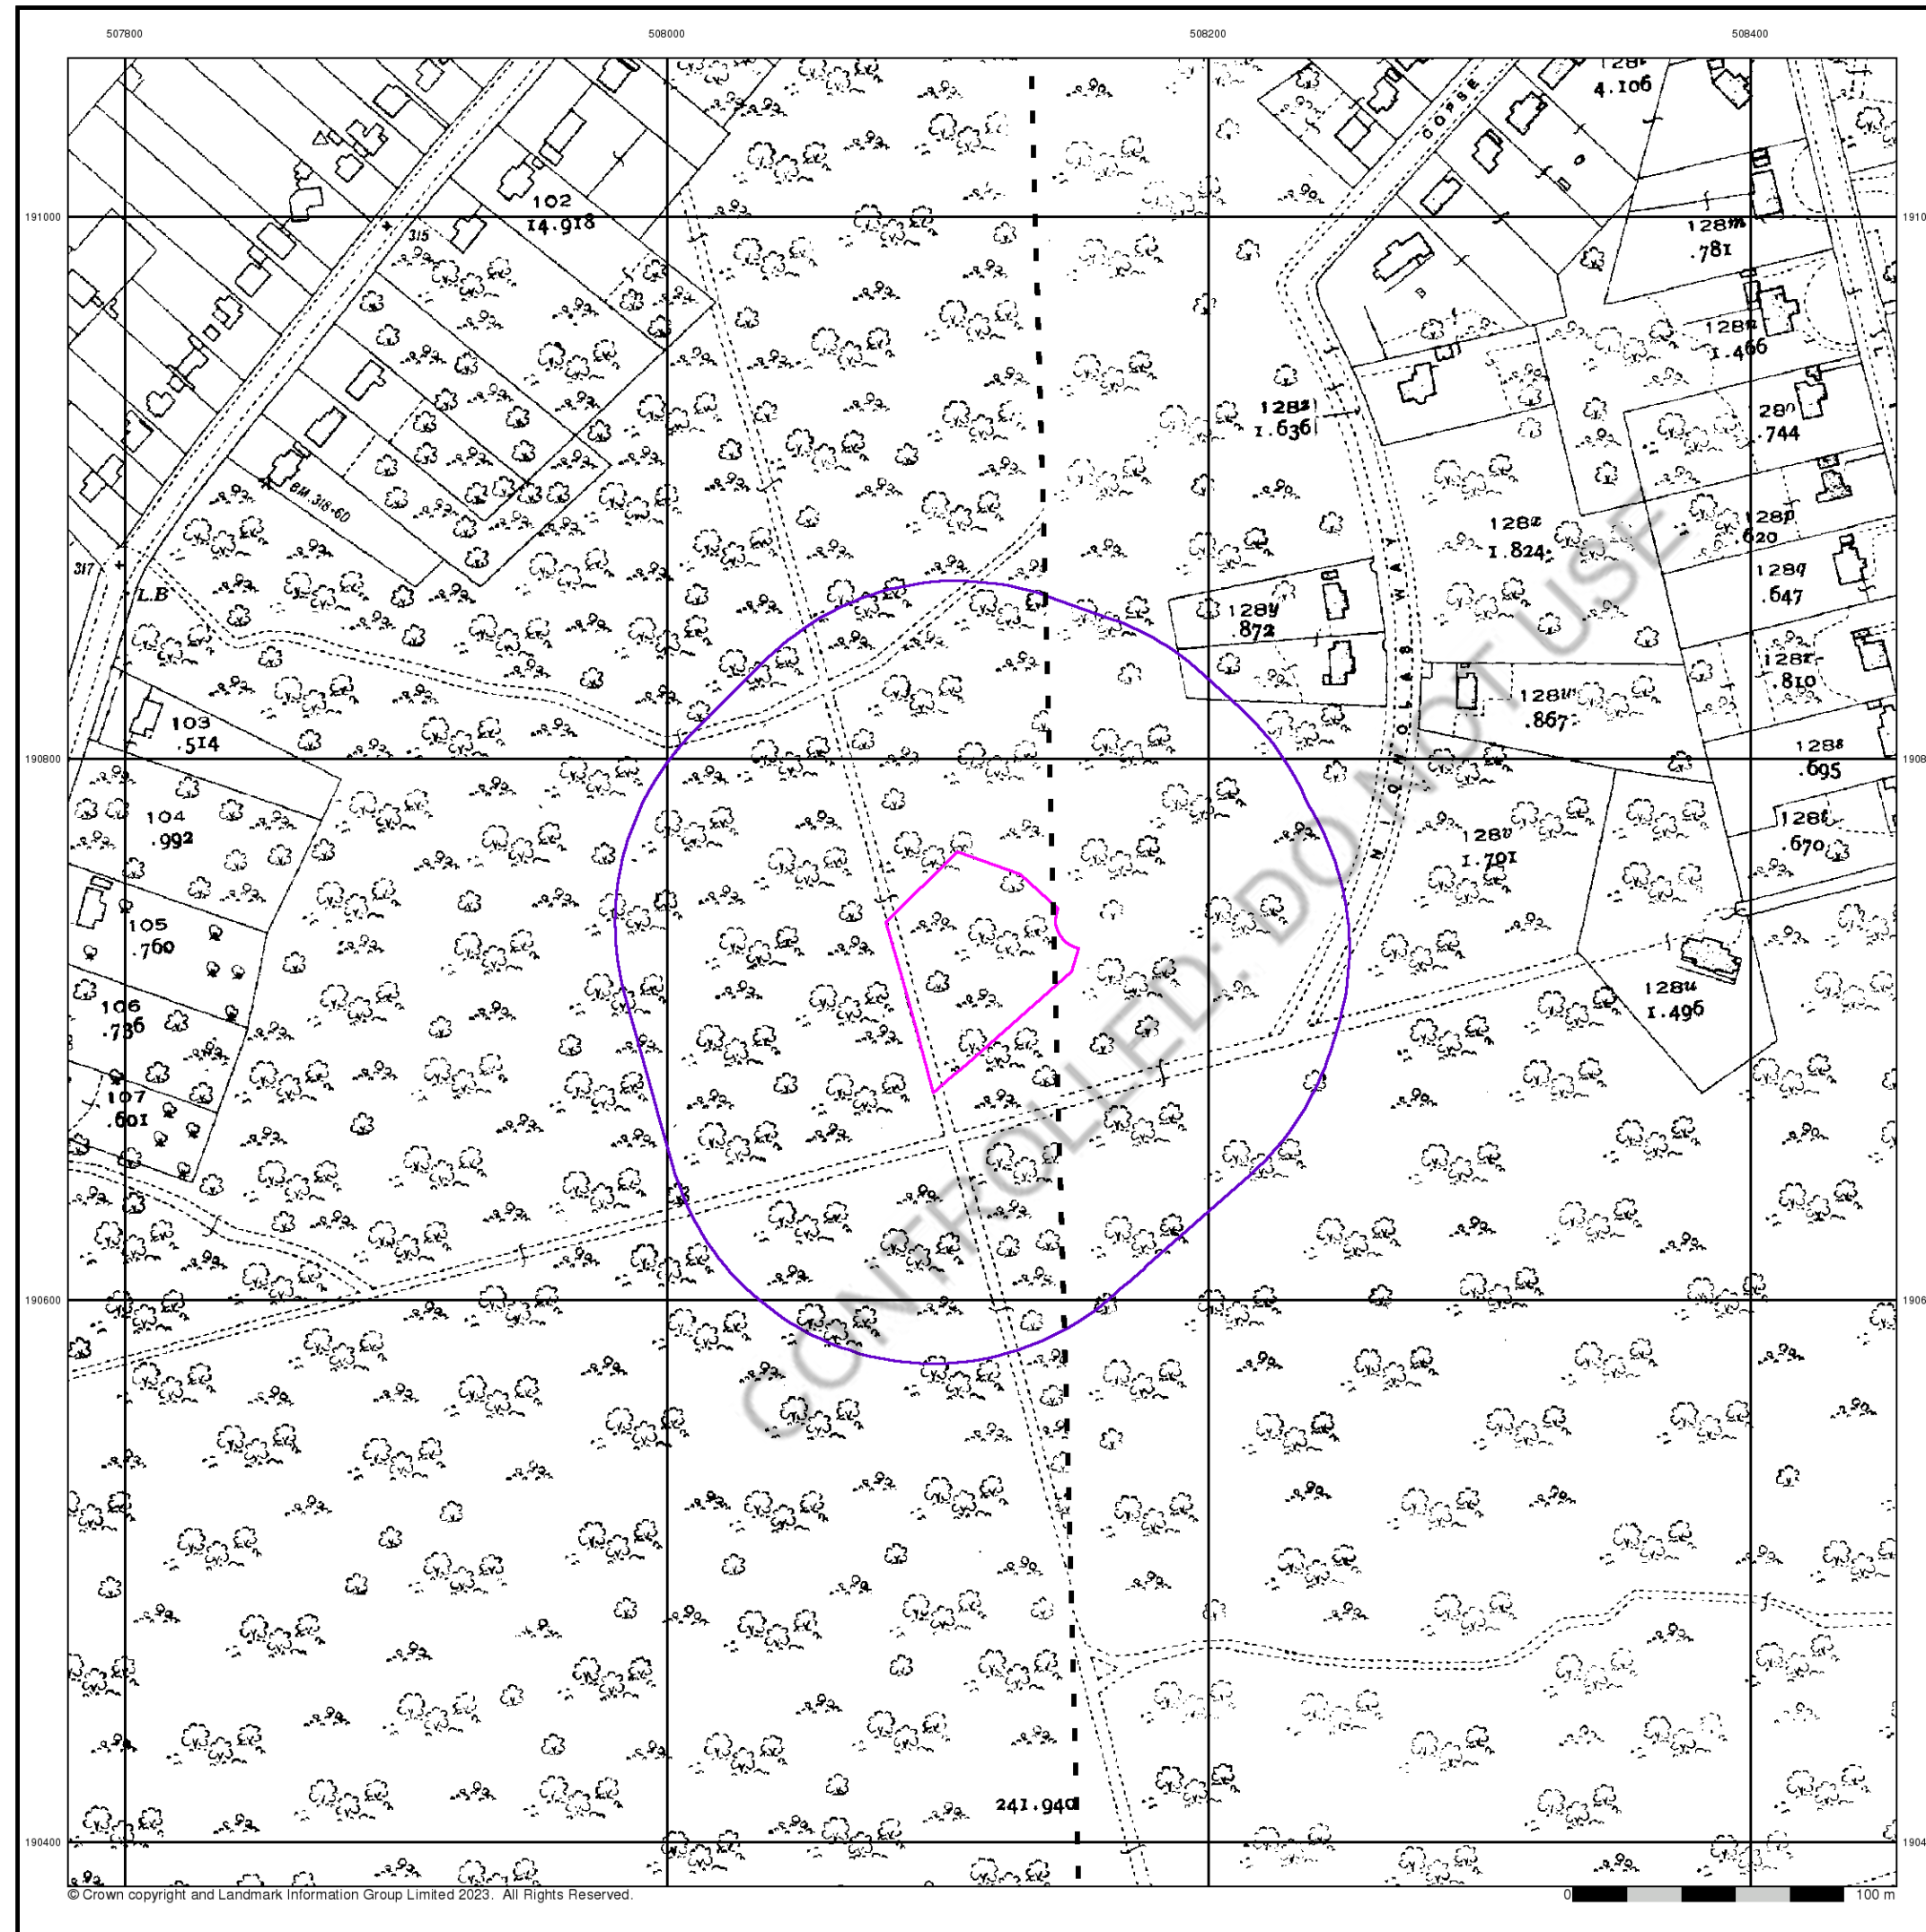 507800 508000 508200 508400
4.106
COPSE
191000
102
14.918
315
128m
.781
B
1.466
1.636
.744
BM.318.60
128z
1.824
128p
.620
317
L.B
128q
.647
128y
.872
NICHOLAS WAY
128r
.810
128w
.867
103
.514
190800
128s
.695
104
.992
128v
1.701
128t
.670
105
.760
106
.736
128u
1.496
107
.601
190600
241.940
190400
CONTROLLED: DO NOT USE
© Crown copyright and Landmark Information Group Limited 2023. All Rights Reserved.
0 100 m